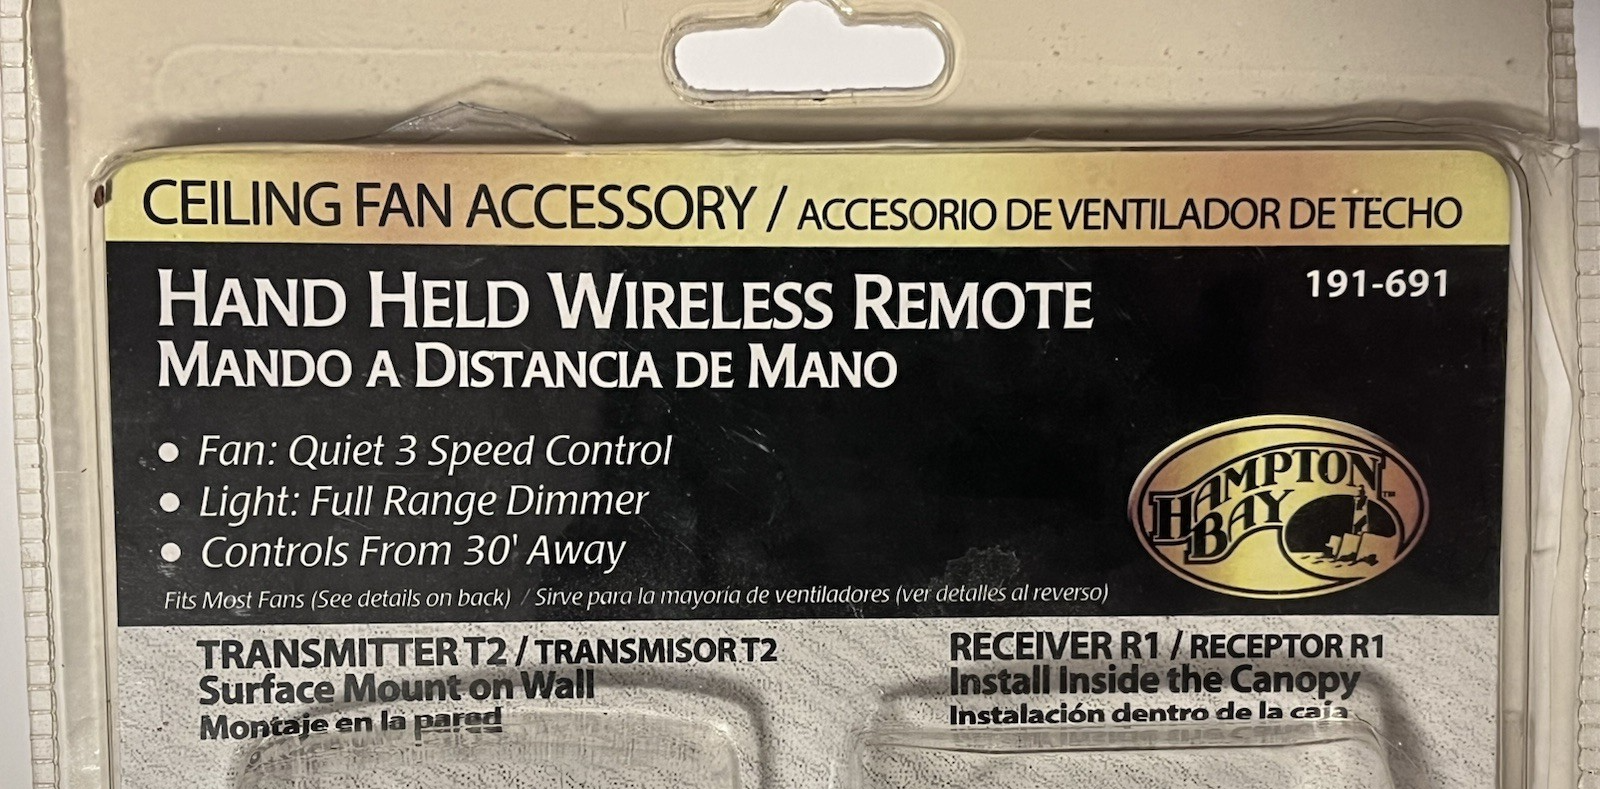 CEILING FAN ACCESSORY / ACCESORIO DE VENTILADOR DE TECHO
HAND HELD WIRELESS REMOTE
191-691
MANDO A DISTANCIA DE MANO
• Fan: Quiet 3 Speed Control
• Light: Full Range Dimmer
• Controls From 30' Away
HAMPTON BAY™
Fits Most Fans (See details on back) / Sirve para la mayoría de ventiladores (ver detalles al reverso)
TRANSMITTER T2 / TRANSMISOR T2
Surface Mount on Wall
Montaje en la pared
RECEIVER R1 / RECEPTOR R1
Install Inside the Canopy
Instalación dentro de la caja